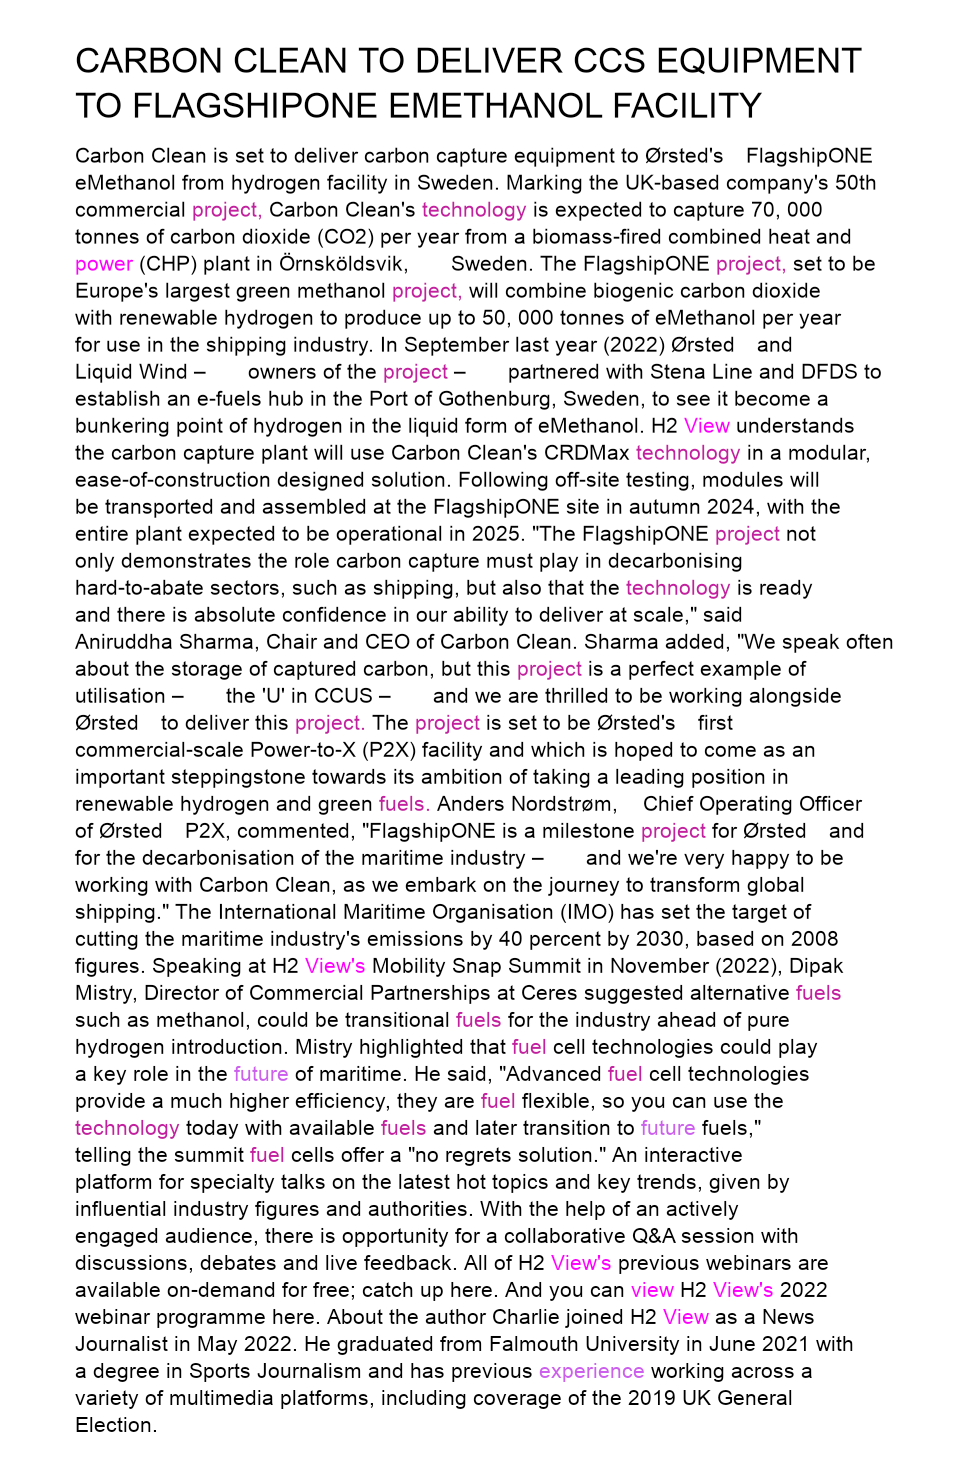 CARBON CLEAN TO DELIVER CCS EQUIPMENT
TO FLAGSHIPONE EMETHANOL FACILITY
Carbon Clean is set to deliver carbon capture equipment to Ørsted's FlagshipONE
eMethanol from hydrogen facility in Sweden. Marking the UK-based company's 50th
commercial project, Carbon Clean's technology is expected to capture 70, 000
tonnes of carbon dioxide (CO2) per year from a biomass-fired combined heat and
power (CHP) plant in Örnsköldsvik, Sweden. The FlagshipONE project, set to be
Europe's largest green methanol project, will combine biogenic carbon dioxide
with renewable hydrogen to produce up to 50, 000 tonnes of eMethanol per year
for use in the shipping industry. In September last year (2022) Ørsted and
Liquid Wind – owners of the project – partnered with Stena Line and DFDS to
establish an e-fuels hub in the Port of Gothenburg, Sweden, to see it become a
bunkering point of hydrogen in the liquid form of eMethanol. H2 View understands
the carbon capture plant will use Carbon Clean's CRDMax technology in a modular,
ease-of-construction designed solution. Following off-site testing, modules will
be transported and assembled at the FlagshipONE site in autumn 2024, with the
entire plant expected to be operational in 2025. "The FlagshipONE project not
only demonstrates the role carbon capture must play in decarbonising
hard-to-abate sectors, such as shipping, but also that the technology is ready
and there is absolute confidence in our ability to deliver at scale," said
Aniruddha Sharma, Chair and CEO of Carbon Clean. Sharma added, "We speak often
about the storage of captured carbon, but this project is a perfect example of
utilisation – the 'U' in CCUS – and we are thrilled to be working alongside
Ørsted to deliver this project. The project is set to be Ørsted's first
commercial-scale Power-to-X (P2X) facility and which is hoped to come as an
important steppingstone towards its ambition of taking a leading position in
renewable hydrogen and green fuels. Anders Nordstrøm, Chief Operating Officer
of Ørsted P2X, commented, "FlagshipONE is a milestone project for Ørsted and
for the decarbonisation of the maritime industry – and we're very happy to be
working with Carbon Clean, as we embark on the journey to transform global
shipping." The International Maritime Organisation (IMO) has set the target of
cutting the maritime industry's emissions by 40 percent by 2030, based on 2008
figures. Speaking at H2 View's Mobility Snap Summit in November (2022), Dipak
Mistry, Director of Commercial Partnerships at Ceres suggested alternative fuels
such as methanol, could be transitional fuels for the industry ahead of pure
hydrogen introduction. Mistry highlighted that fuel cell technologies could play
a key role in the future of maritime. He said, "Advanced fuel cell technologies
provide a much higher efficiency, they are fuel flexible, so you can use the
technology today with available fuels and later transition to future fuels,"
telling the summit fuel cells offer a "no regrets solution." An interactive
platform for specialty talks on the latest hot topics and key trends, given by
influential industry figures and authorities. With the help of an actively
engaged audience, there is opportunity for a collaborative Q&A session with
discussions, debates and live feedback. All of H2 View's previous webinars are
available on-demand for free; catch up here. And you can view H2 View's 2022
webinar programme here. About the author Charlie joined H2 View as a News
Journalist in May 2022. He graduated from Falmouth University in June 2021 with
a degree in Sports Journalism and has previous experience working across a
variety of multimedia platforms, including coverage of the 2019 UK General
Election.